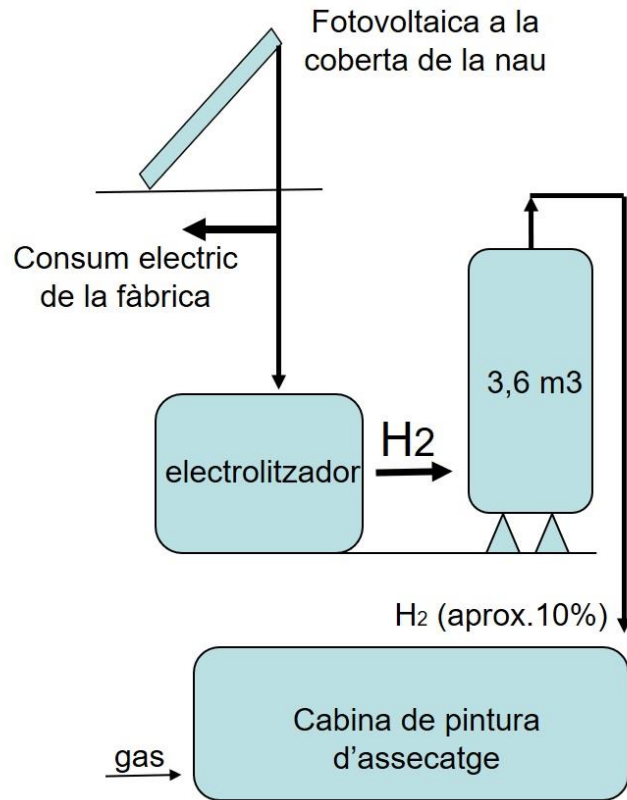 Fotovoltaica a la
coberta de la nau
Consum electric
de la fàbrica
3,6 m3
H2
electrolitzador
H2 (aprox.10%)
Cabina de pintura
d’assecatge
gas